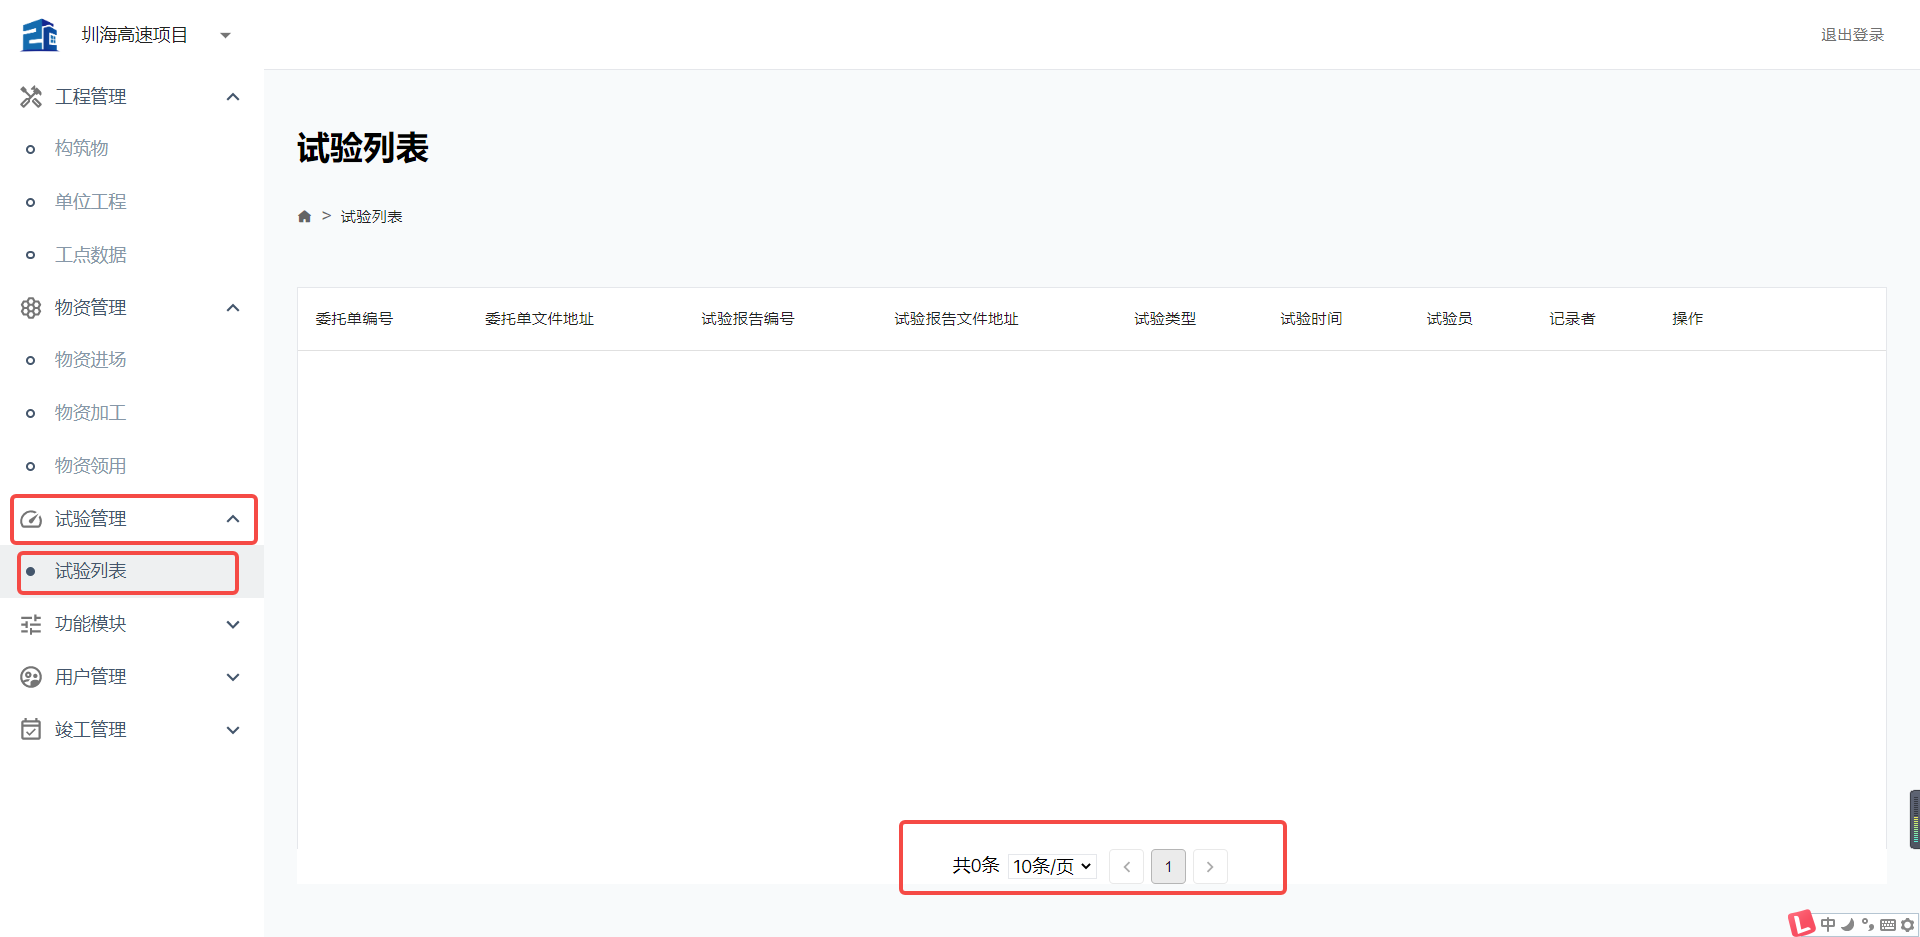 圳海高速项目
退出登录
工程管理
构筑物
单位工程
工点数据
物资管理
物资进场
物资加工
物资领用
试验管理
试验列表
功能模块
用户管理
竣工管理
试验列表
> 试验列表
委托单编号 委托单文件地址 试验报告编号 试验报告文件地址 试验类型 试验时间 试验员 记录者 操作
共0条 10条/页 < 1 >
中